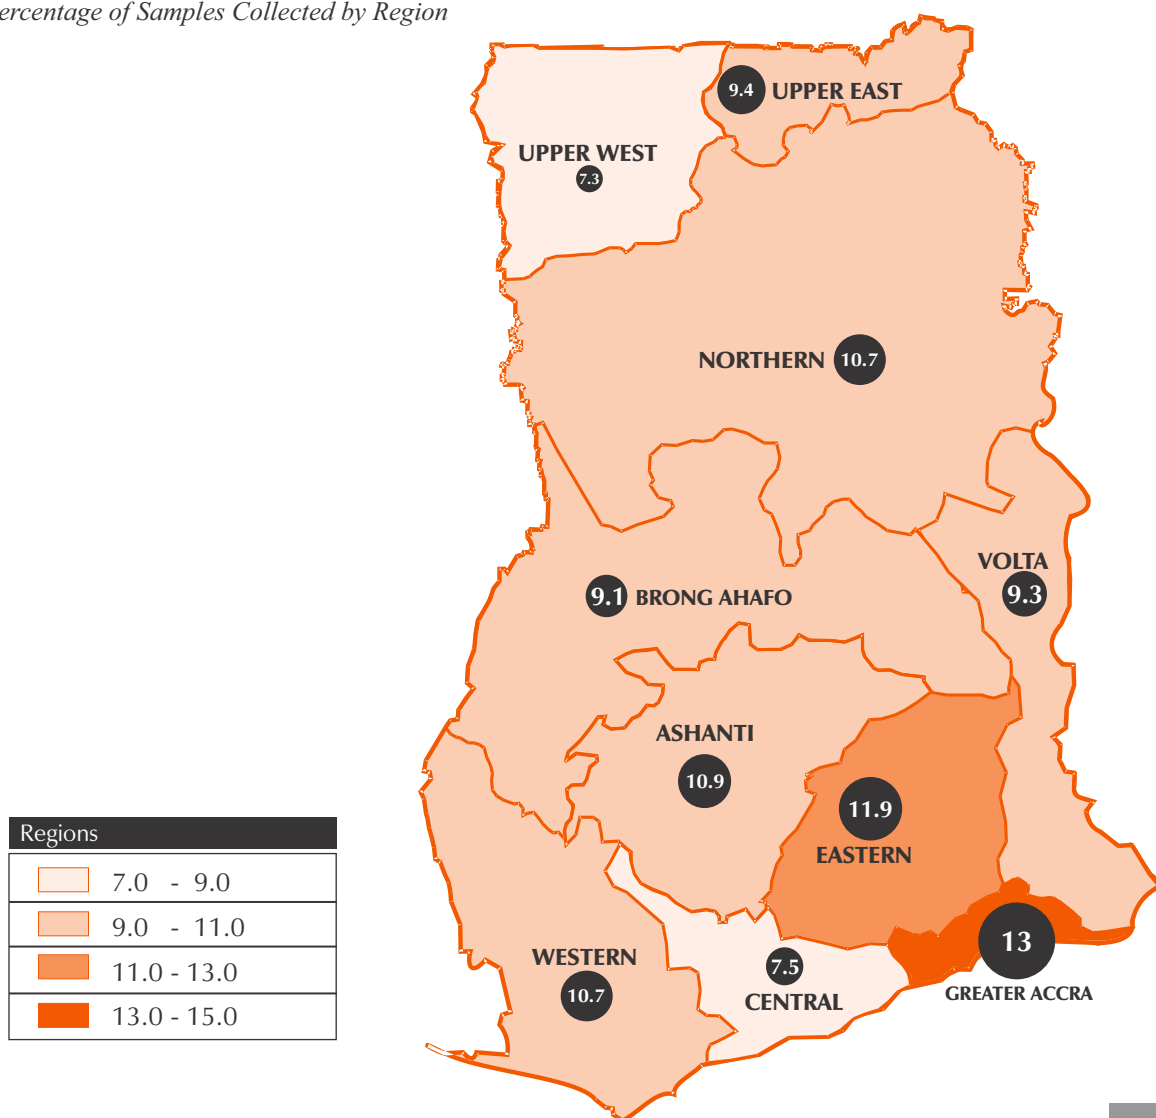 ercentage of Samples Collected by Region
9.4 UPPER EAST
UPPER WEST
7.3
NORTHERN 10.7
VOLTA
9.3
9.1 BRONG AHAFO
ASHANTI
10.9
11.9
EASTERN
Regions
7.0 - 9.0
9.0 - 11.0
11.0 - 13.0
13.0 - 15.0
13
GREATER ACCRA
WESTERN
10.7
7.5
CENTRAL